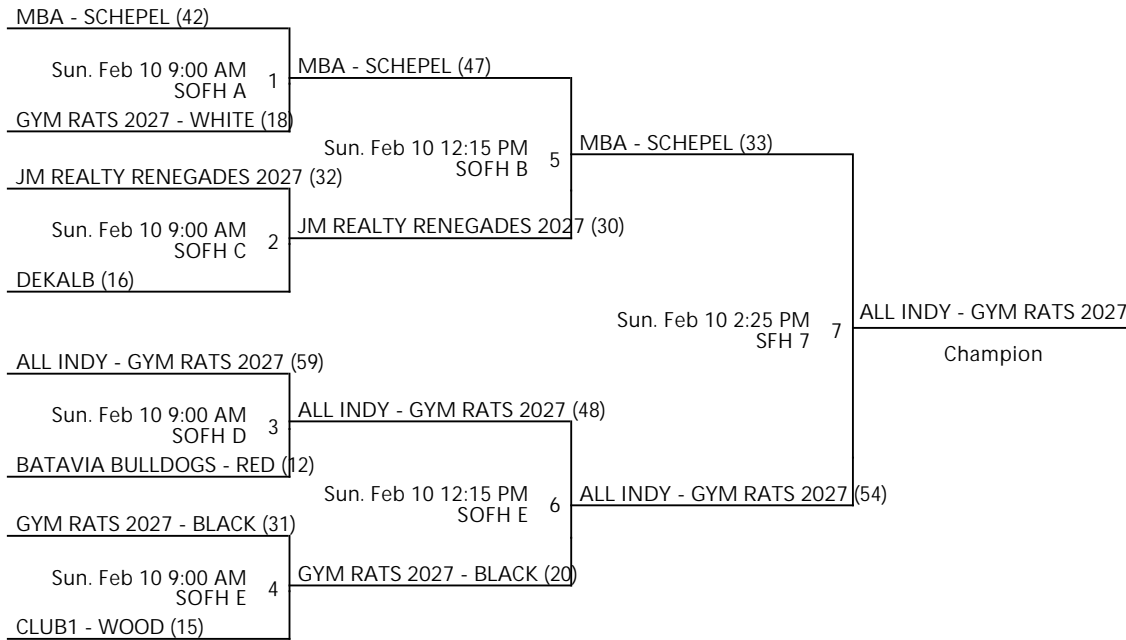 MBA - SCHEPEL (42)
Sun. Feb 10 9:00 AM
SOFH A
1
GYM RATS 2027 - WHITE (18)
MBA - SCHEPEL (47)
Sun. Feb 10 12:15 PM
SOFH B
5
JM REALTY RENEGADES 2027 (32)
Sun. Feb 10 9:00 AM
SOFH C
2
DEKALB (16)
JM REALTY RENEGADES 2027 (30)
MBA - SCHEPEL (33)
Sun. Feb 10 2:25 PM
SFH 7
7
ALL INDY - GYM RATS 2027
Champion
ALL INDY - GYM RATS 2027 (59)
Sun. Feb 10 9:00 AM
SOFH D
3
BATAVIA BULLDOGS - RED (12)
ALL INDY - GYM RATS 2027 (48)
Sun. Feb 10 12:15 PM
SOFH E
6
ALL INDY - GYM RATS 2027 (54)
GYM RATS 2027 - BLACK (31)
Sun. Feb 10 9:00 AM
SOFH E
4
CLUB1 - WOOD (15)
GYM RATS 2027 - BLACK (20)